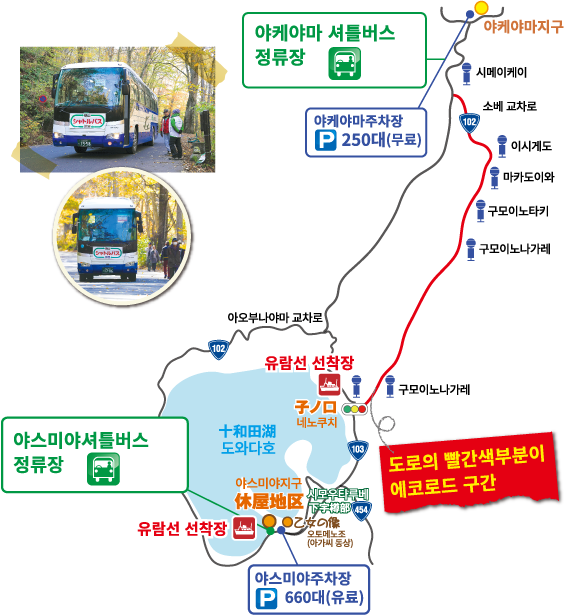 야케야마 셔틀버스
정류장
야케야마지구
시메이케이
소베 교차로
야케야마주차장
P 250대(무료)
102
이시게도
마카도이와
구모이노타키
구모이노나가레
シャトルバス
シャトルバス
아오부나야마 교차로
102
유람선 선착장
구모이노나가레
子ノ口
네노쿠치
十和田湖
도와다호
103
도로의 빨간색부분이
에코로드 구간
야스미야셔틀버스
정류장
야스미야지구
休屋地区
시모우타루베
下宇樽部
454
유람선 선착장
乙女の像
오토메노조
(아가씨 동상)
야스미야주차장
P 660대(유료)